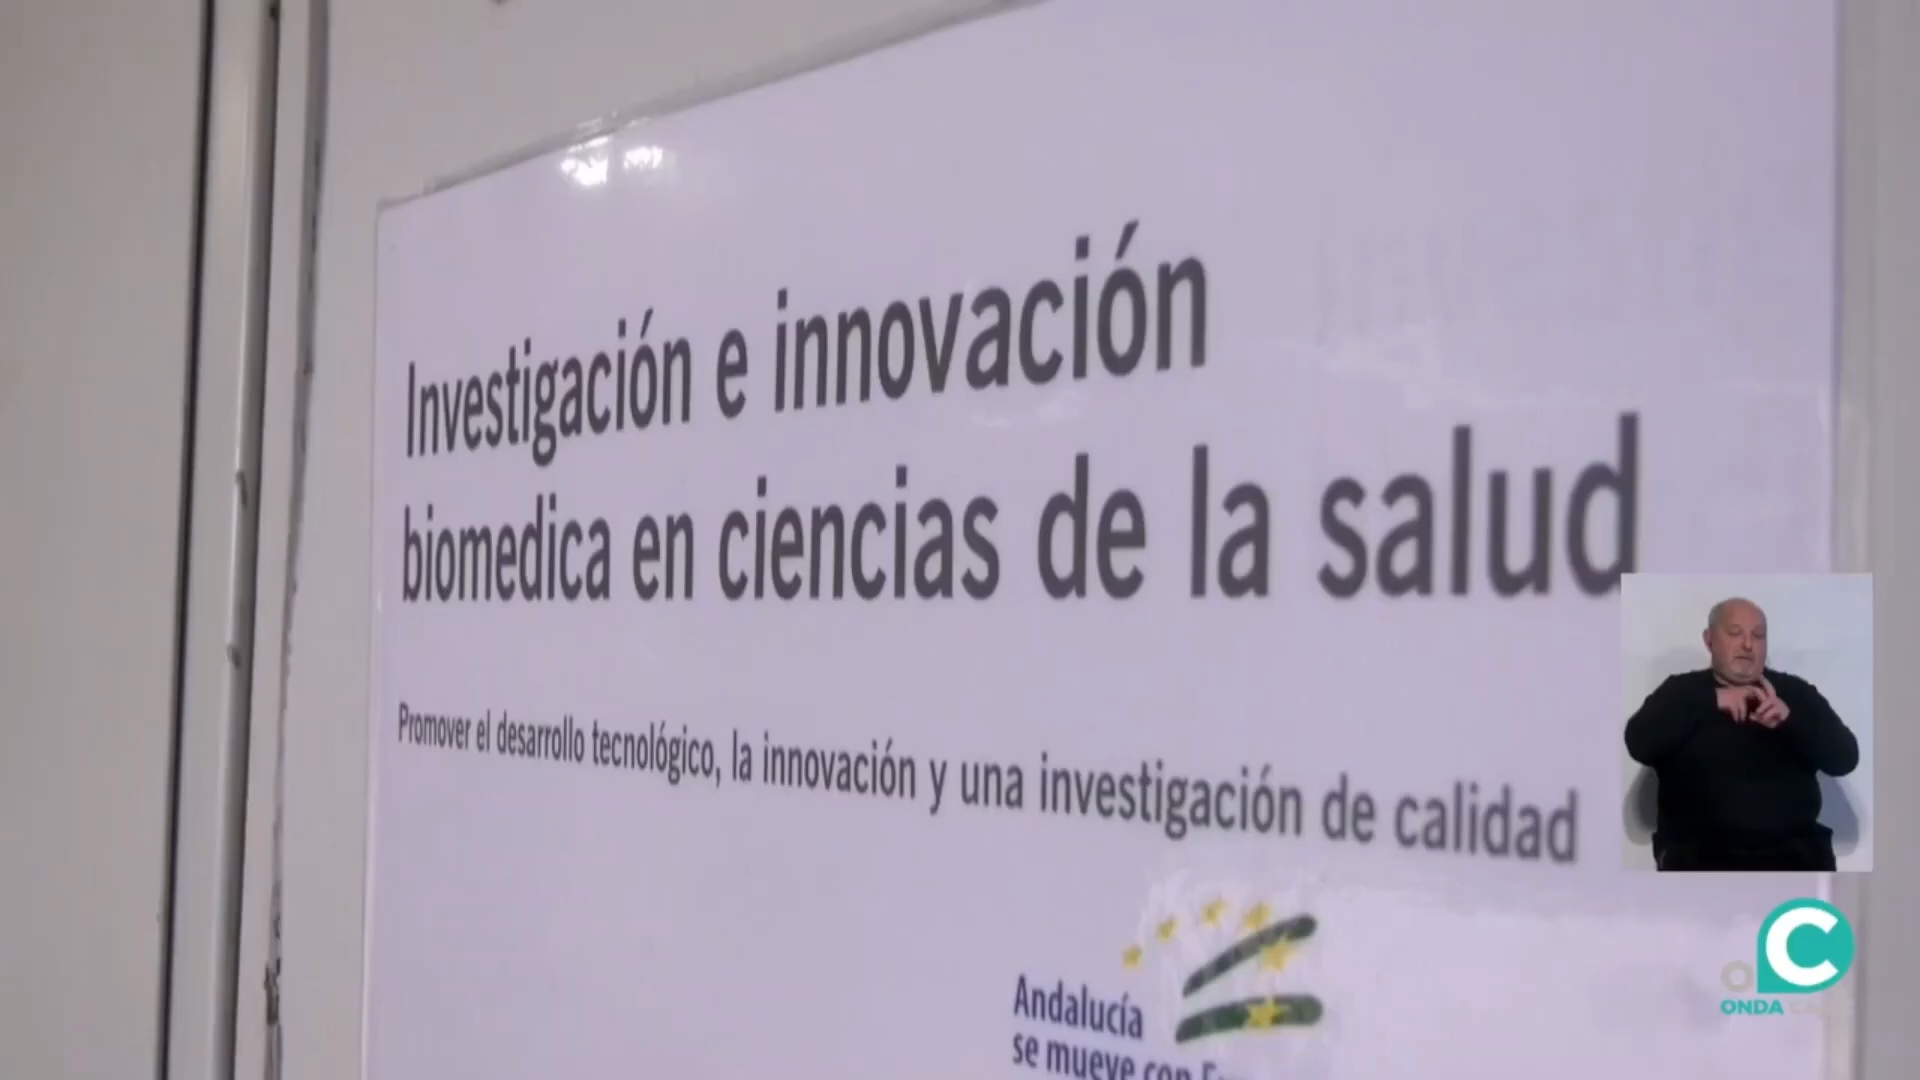 Investigación e innovación
biomedica en ciencias de la salud
Promover el desarrollo tecnológico, la innovación y una investigación de calidad
Andalucía
se mueve con
C
ONDA